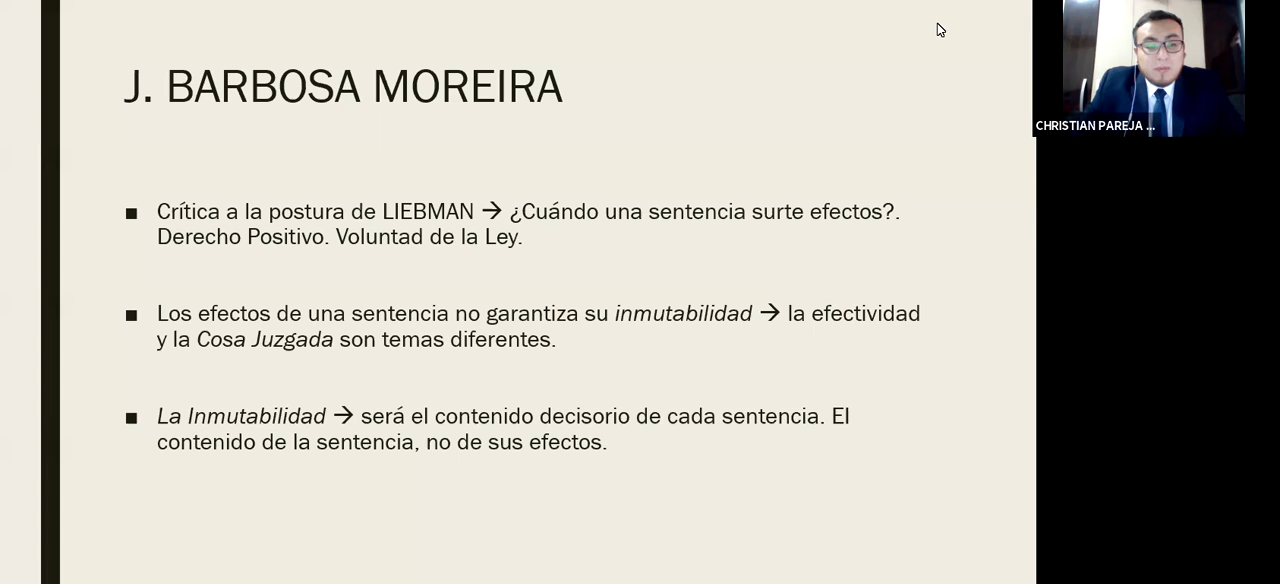 J. BARBOSA MOREIRA
CHRISTIAN PAREJA ...
■ Crítica a la postura de LIEBMAN → ¿Cuándo una sentencia surte efectos?.
Derecho Positivo. Voluntad de la Ley.
■ Los efectos de una sentencia no garantiza su inmutabilidad → la efectividad
y la Cosa Juzgada son temas diferentes.
■ La Inmutabilidad → será el contenido decisorio de cada sentencia. El
contenido de la sentencia, no de sus efectos.